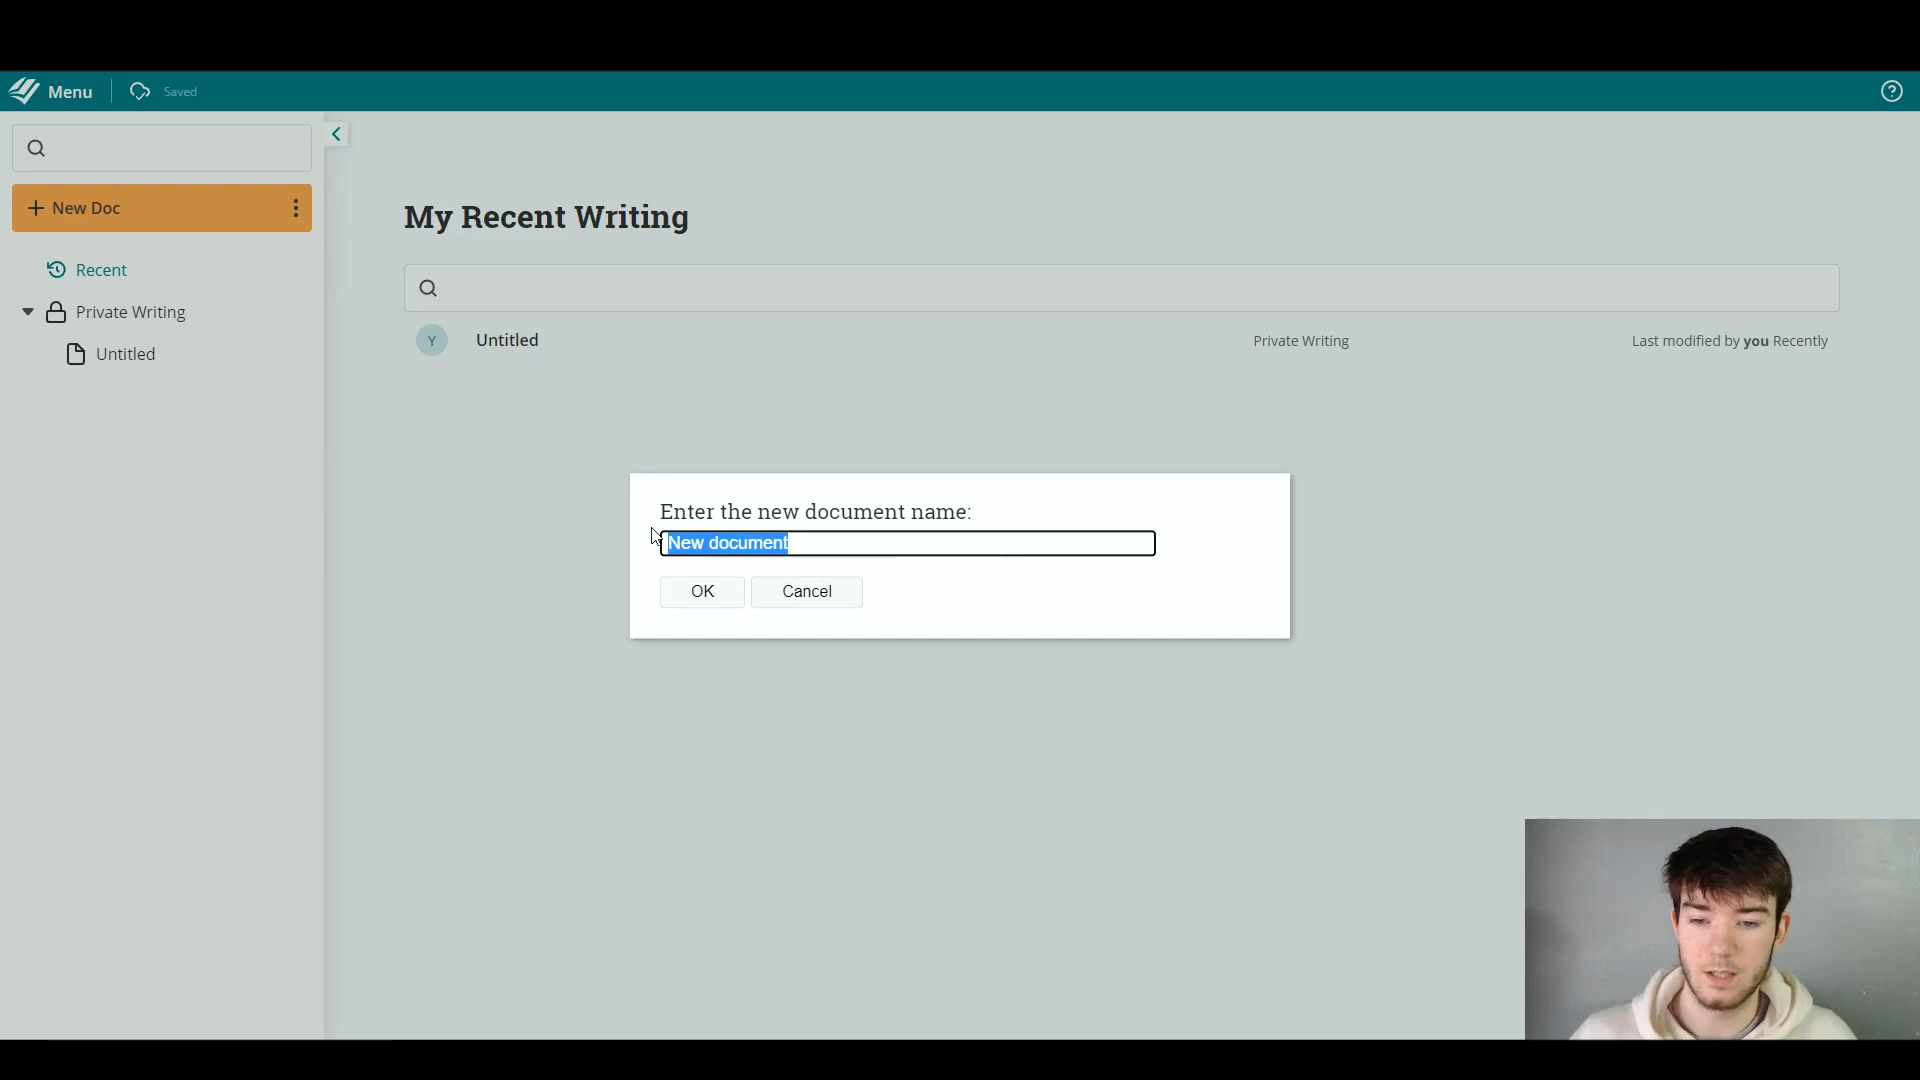 Menu
Saved
New Doc
Recent
Private Writing
Untitled
My Recent Writing
Y Untitled Private Writing Last modified by you Recently
Enter the new document name:
New document
OK Cancel